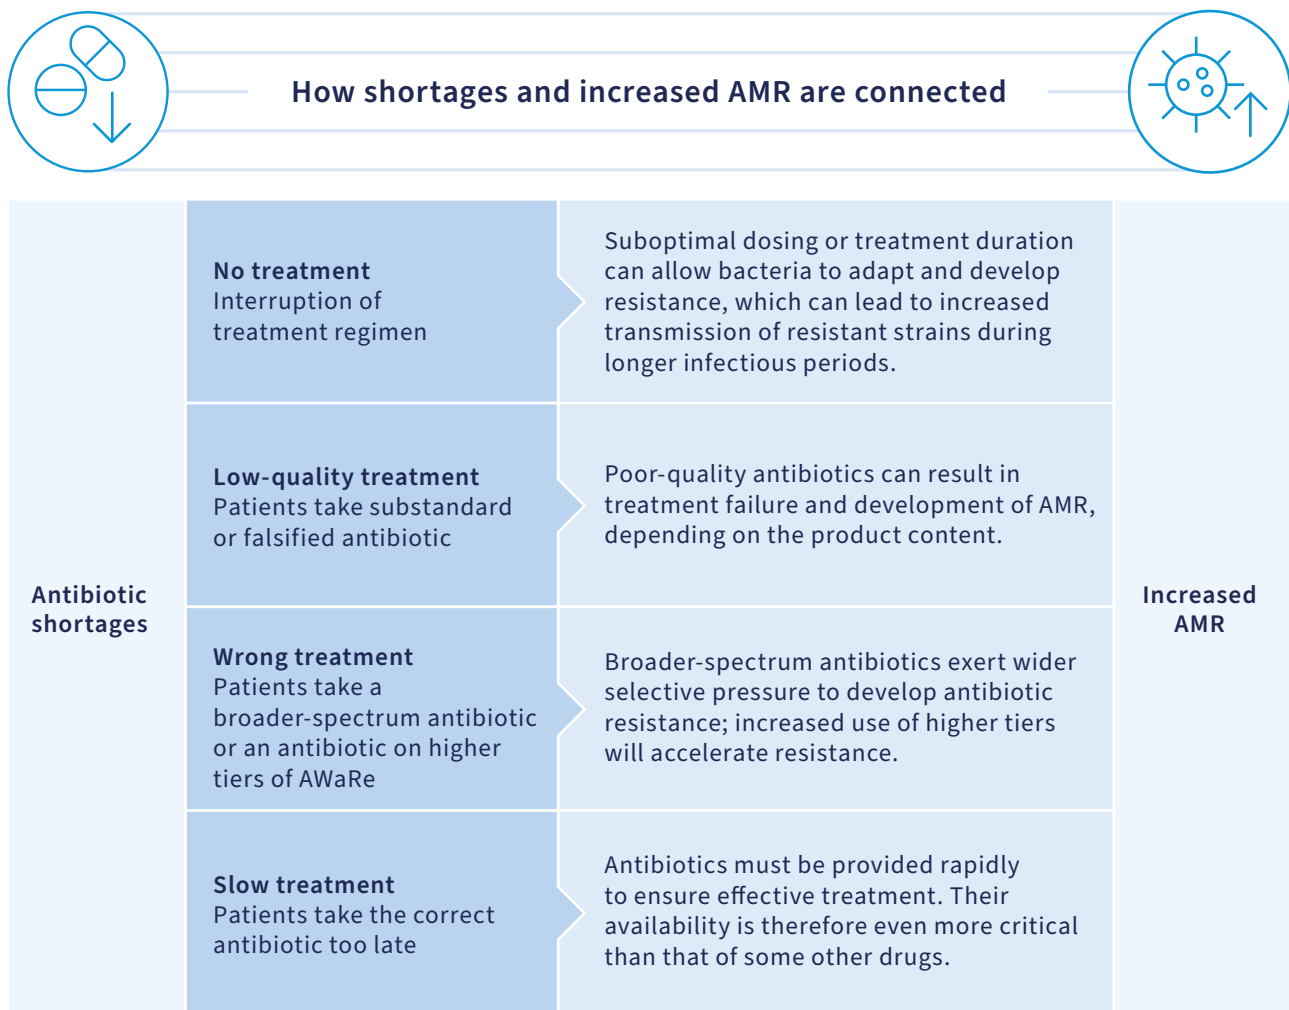 How shortages and increased AMR are connected
Antibiotic
shortages
No treatment
Interruption of
treatment regimen
Suboptimal dosing or treatment duration
can allow bacteria to adapt and develop
resistance, which can lead to increased
transmission of resistant strains during
longer infectious periods.
Low-quality treatment
Patients take substandard
or falsified antibiotic
Poor-quality antibiotics can result in
treatment failure and development of AMR,
depending on the product content.
Wrong treatment
Patients take a
broader-spectrum antibiotic
or an antibiotic on higher
tiers of AWaRe
Broader-spectrum antibiotics exert wider
selective pressure to develop antibiotic
resistance; increased use of higher tiers
will accelerate resistance.
Slow treatment
Patients take the correct
antibiotic too late
Antibiotics must be provided rapidly
to ensure effective treatment. Their
availability is therefore even more critical
than that of some other drugs.
Increased
AMR